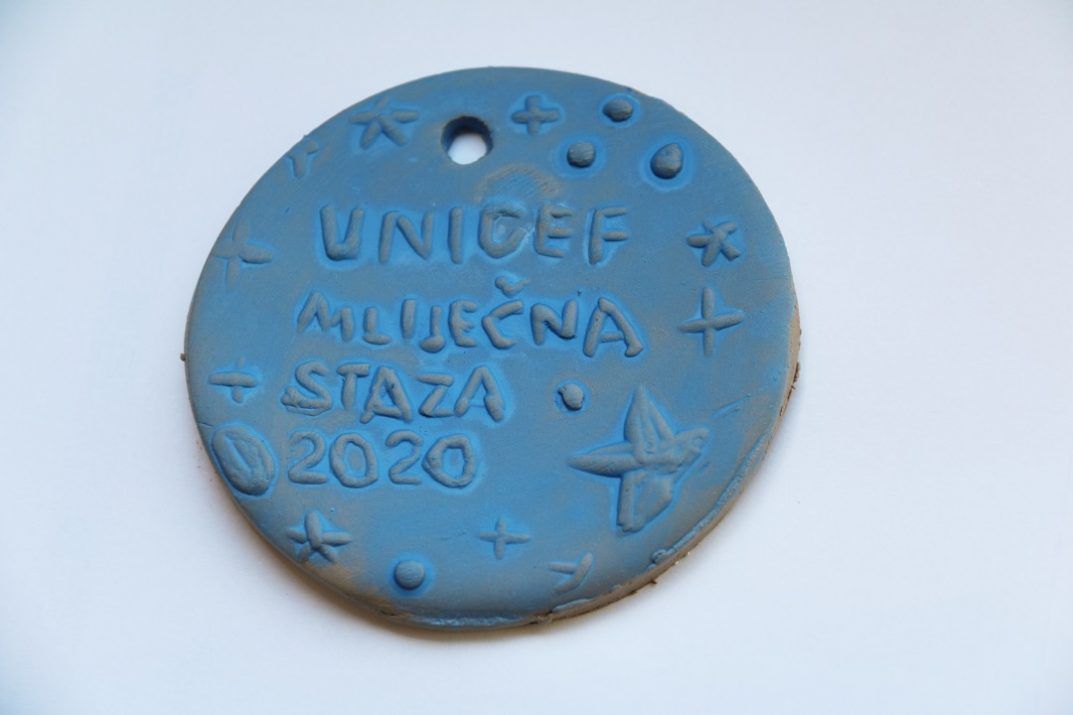 UNICEF
MLIJEČNA
STAZA
2020